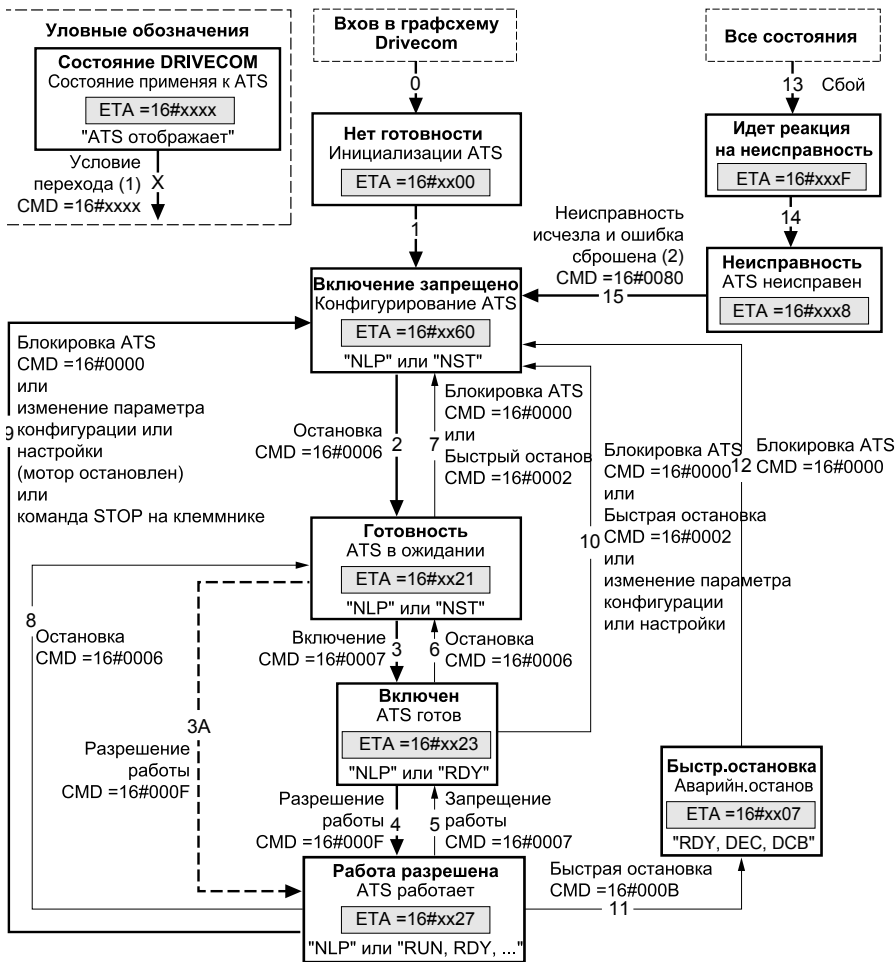 Уловные обозначения
Состояние DRIVECOM
Состояние применяя к ATS
ETA =16#xxxx
"ATS отображает"
Условие
перехода (1)
X
CMD =16#xxxx
Вхов в графсхему
Drivecom
0
Нет готовности
Инициализации ATS
ETA =16#xx00
1
Все состояния
13
Сбой
Идет реакция
на неисправность
ETA =16#xxxF
14
Неисправность
ATS неисправен
ETA =16#xxx8
Неисправность
исчезла и ошибка
сброшена (2)
CMD =16#0080
15
Включение запрещено
Конфигурирование ATS
ETA =16#xx60
"NLP" или "NST"
Блокировка ATS
CMD =16#0000
или
изменение параметра
9
конфигурации или
настройки
(мотор остановлен)
или
команда STOP на клеммнике
Остановка
CMD =16#0006
2
7
Блокировка ATS
CMD =16#0000
или
Быстрый останов
CMD =16#0002
10
Блокировка ATS
CMD =16#0000
или
Быстрая остановка
CMD =16#0002
или
изменение параметра
конфигурации
или настройки
12
Блокировка ATS
CMD =16#0000
Готовность
ATS в ожидании
ETA =16#xx21
"NLP" или "NST"
8
Остановка
CMD =16#0006
Включение
CMD =16#0007
3
6
Остановка
CMD =16#0006
3A
Разрешение
работы
CMD =16#000F
Включен
ATS готов
ETA =16#xx23
"NLP" или "RDY"
Разрешение
работы
CMD =16#000F
4
5
Запрещение
работы
CMD =16#0007
Быстр.остановка
Аварийн.останов
ETA =16#xx07
"RDY, DEC, DCB"
Работа разрешена
ATS работает
ETA =16#xx27
"NLP" или "RUN, RDY, ..."
Быстрая остановка
CMD =16#000B
11